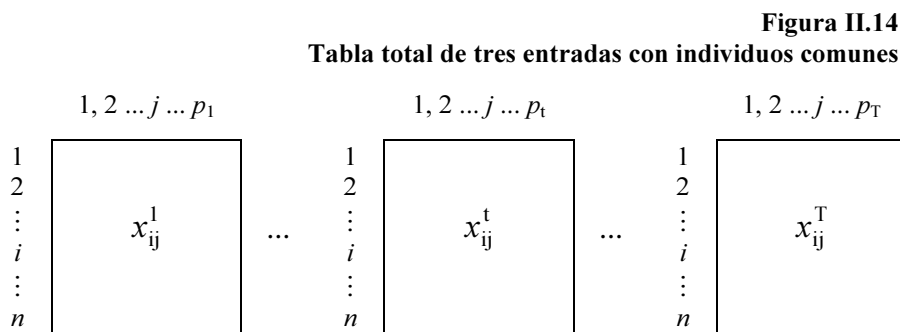 Figura II.14
Tabla total de tres entradas con individuos comunes
1, 2 ... j ... p₁ 1, 2 ... j ... pₜ 1, 2 ... j ... p_T
1 1 1
2 2 2
⋮ ⋮ ⋮
x¹ᵢⱼ ... xᵗᵢⱼ ... xᵀᵢⱼ
i i i
⋮ ⋮ ⋮
n n n